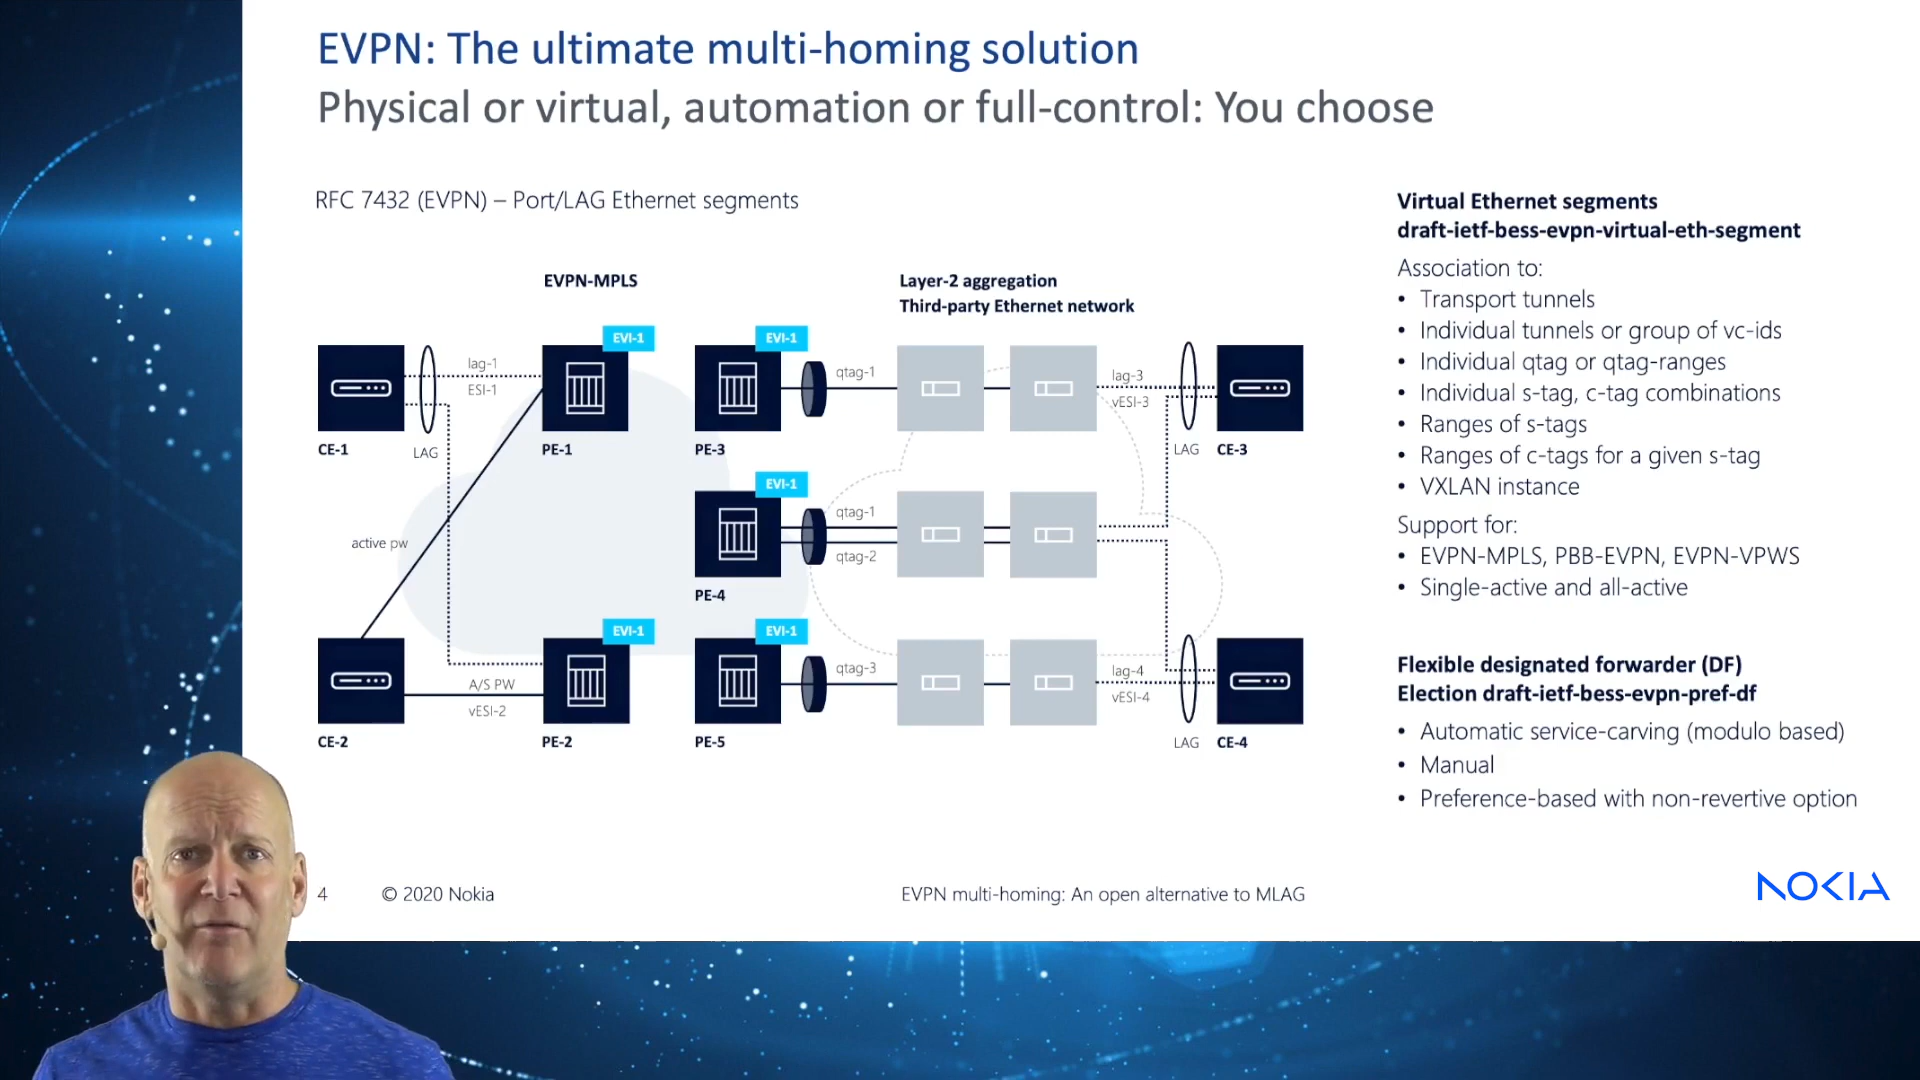 EVPN: The ultimate multi-homing solution
Physical or virtual, automation or full-control: You choose
RFC 7432 (EVPN) – Port/LAG Ethernet segments
EVPN-MPLS
Layer-2 aggregation
Third-party Ethernet network
EVI-1
EVI-1
lag-1
ESI-1
qtag-1
lag-3
vESI-3
CE-1
LAG
PE-1
PE-3
LAG
CE-3
EVI-1
qtag-1
active pw
qtag-2
PE-4
EVI-1
EVI-1
A/S PW
vESI-2
qtag-3
lag-4
vESI-4
CE-2
PE-2
PE-5
LAG
CE-4
Virtual Ethernet segments
draft-ietf-bess-evpn-virtual-eth-segment
Association to:
• Transport tunnels
• Individual tunnels or group of vc-ids
• Individual qtag or qtag-ranges
• Individual s-tag, c-tag combinations
• Ranges of s-tags
• Ranges of c-tags for a given s-tag
• VXLAN instance
Support for:
• EVPN-MPLS, PBB-EVPN, EVPN-VPWS
• Single-active and all-active
Flexible designated forwarder (DF)
Election draft-ietf-bess-evpn-pref-df
• Automatic service-carving (modulo based)
• Manual
• Preference-based with non-revertive option
4
© 2020 Nokia
EVPN multi-homing: An open alternative to MLAG
NOKIA